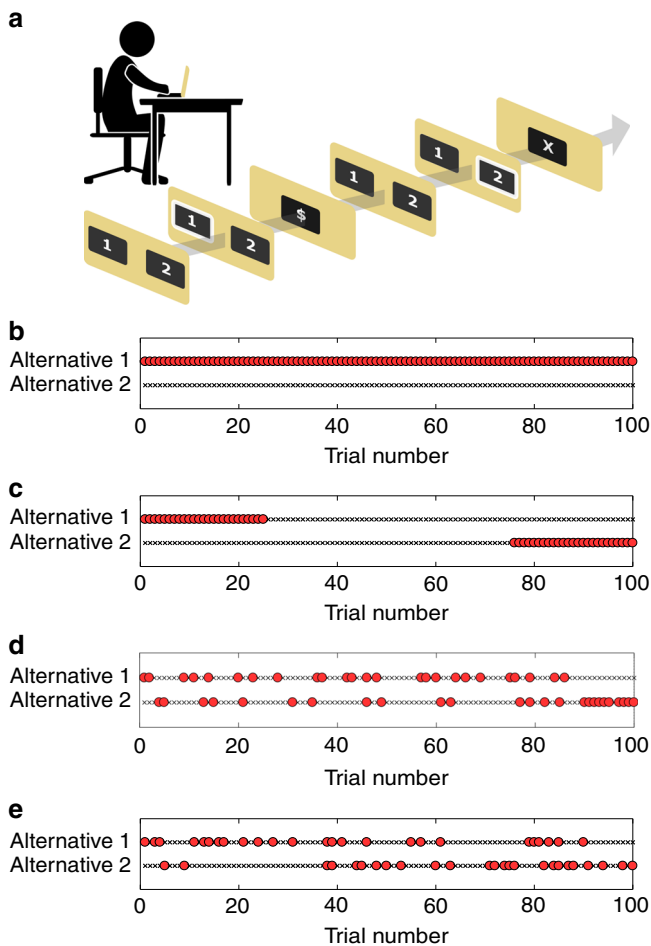 a
1 2
1 2
$
1 2
1 2
X
b
Alternative 1
Alternative 2
0 20 40 60 80 100
Trial number
c
Alternative 1
Alternative 2
0 20 40 60 80 100
Trial number
d
Alternative 1
Alternative 2
0 20 40 60 80 100
Trial number
e
Alternative 1
Alternative 2
0 20 40 60 80 100
Trial number